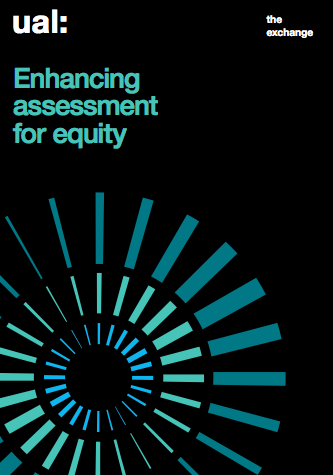 ual:
the
exchange
Enhancing
assessment
for equity